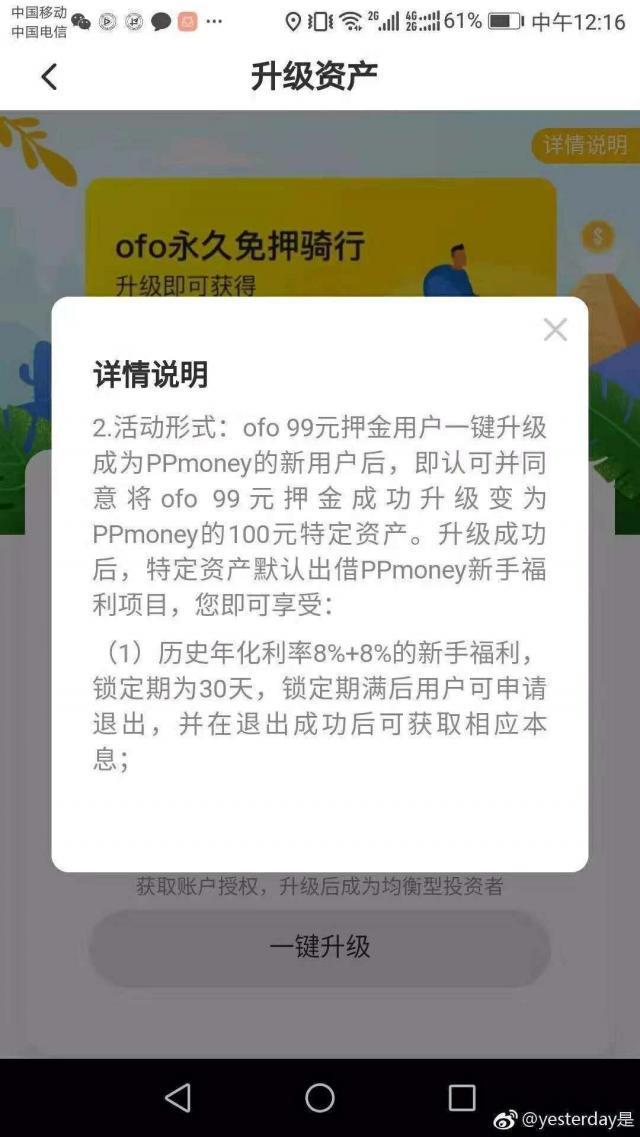 中国移动
中国电信
2G 4G 2G 61% 中午12:16
升级资产
详情说明
ofo永久免押骑行
升级即可获得
详情说明
2.活动形式：ofo 99元押金用户一键升级
成为PPmoney的新用户后，即认可并同
意将ofo 99元押金成功升级变为
PPmoney的100元特定资产。升级成功
后，特定资产默认出借PPmoney新手福
利项目，您即可享受：
（1）历史年化利率8%+8%的新手福利，
锁定期为30天，锁定期满后用户可申请
退出，并在退出成功后可获取相应本
息；
获取账户授权，升级后成为均衡型投资者
一键升级
@yesterday是